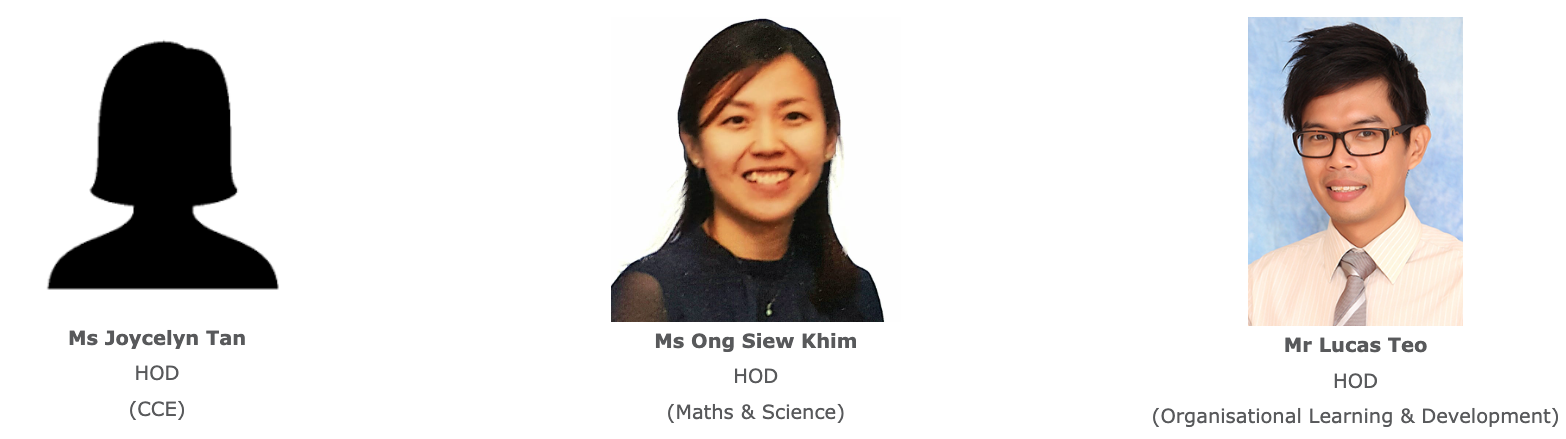 Ms Joycelyn Tan
HOD
(CCE)
Ms Ong Siew Khim
HOD
(Maths & Science)
Mr Lucas Teo
HOD
(Organisational Learning & Development)